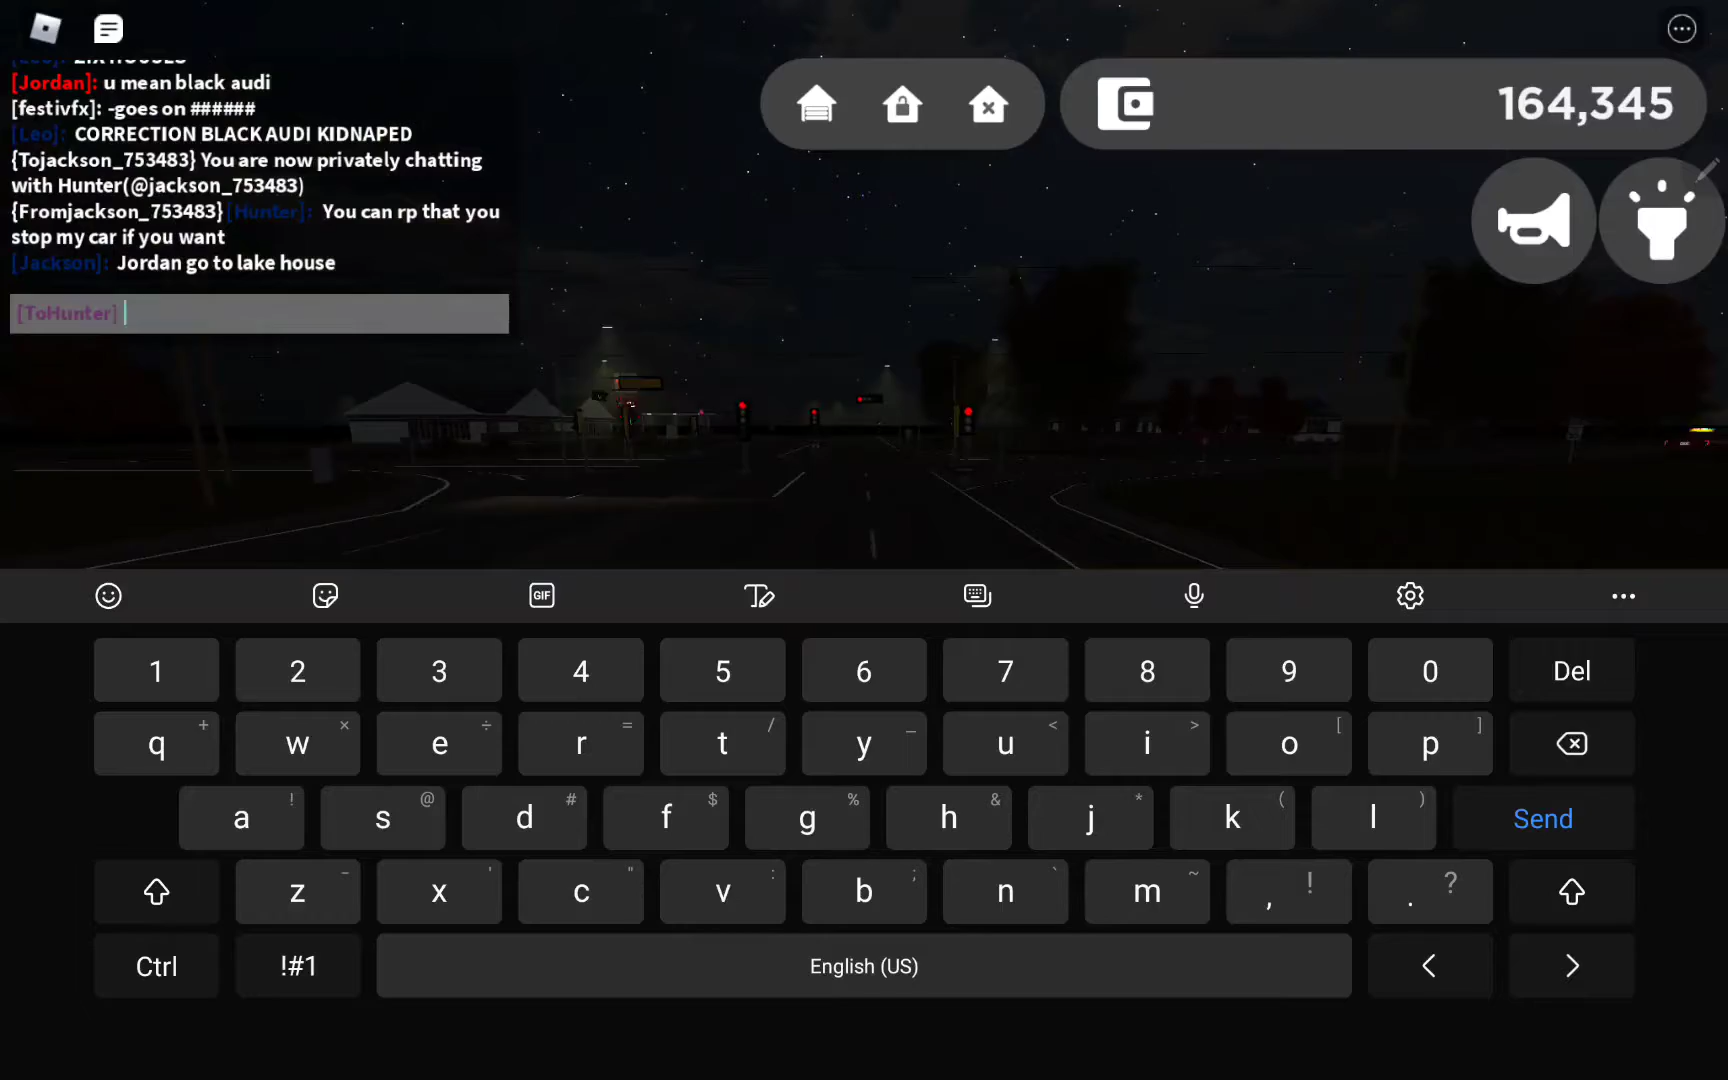 [Jordan]: u mean black audi
[festivfx]: -goes on ######
[Leo]: CORRECTION BLACK AUDI KIDNAPED
{Tojackson_753483} You are now privately chatting
with Hunter(@jackson_753483)
{Fromjackson_753483}[Hunter]: You can rp that you
stop my car if you want
[Jackson]: Jordan go to lake house
[ToHunter]
164,345
GIF
1 2 3 4 5 6 7 8 9 0 Del
q + w × e ÷ r = t / y _ u < i > o [ p ]
a ! s @ d # f $ g % h & j * k ( l ) Send
z - x ' c " v : b ; n ` m ~ , ! . ?
Ctrl !#1 English (US) < >